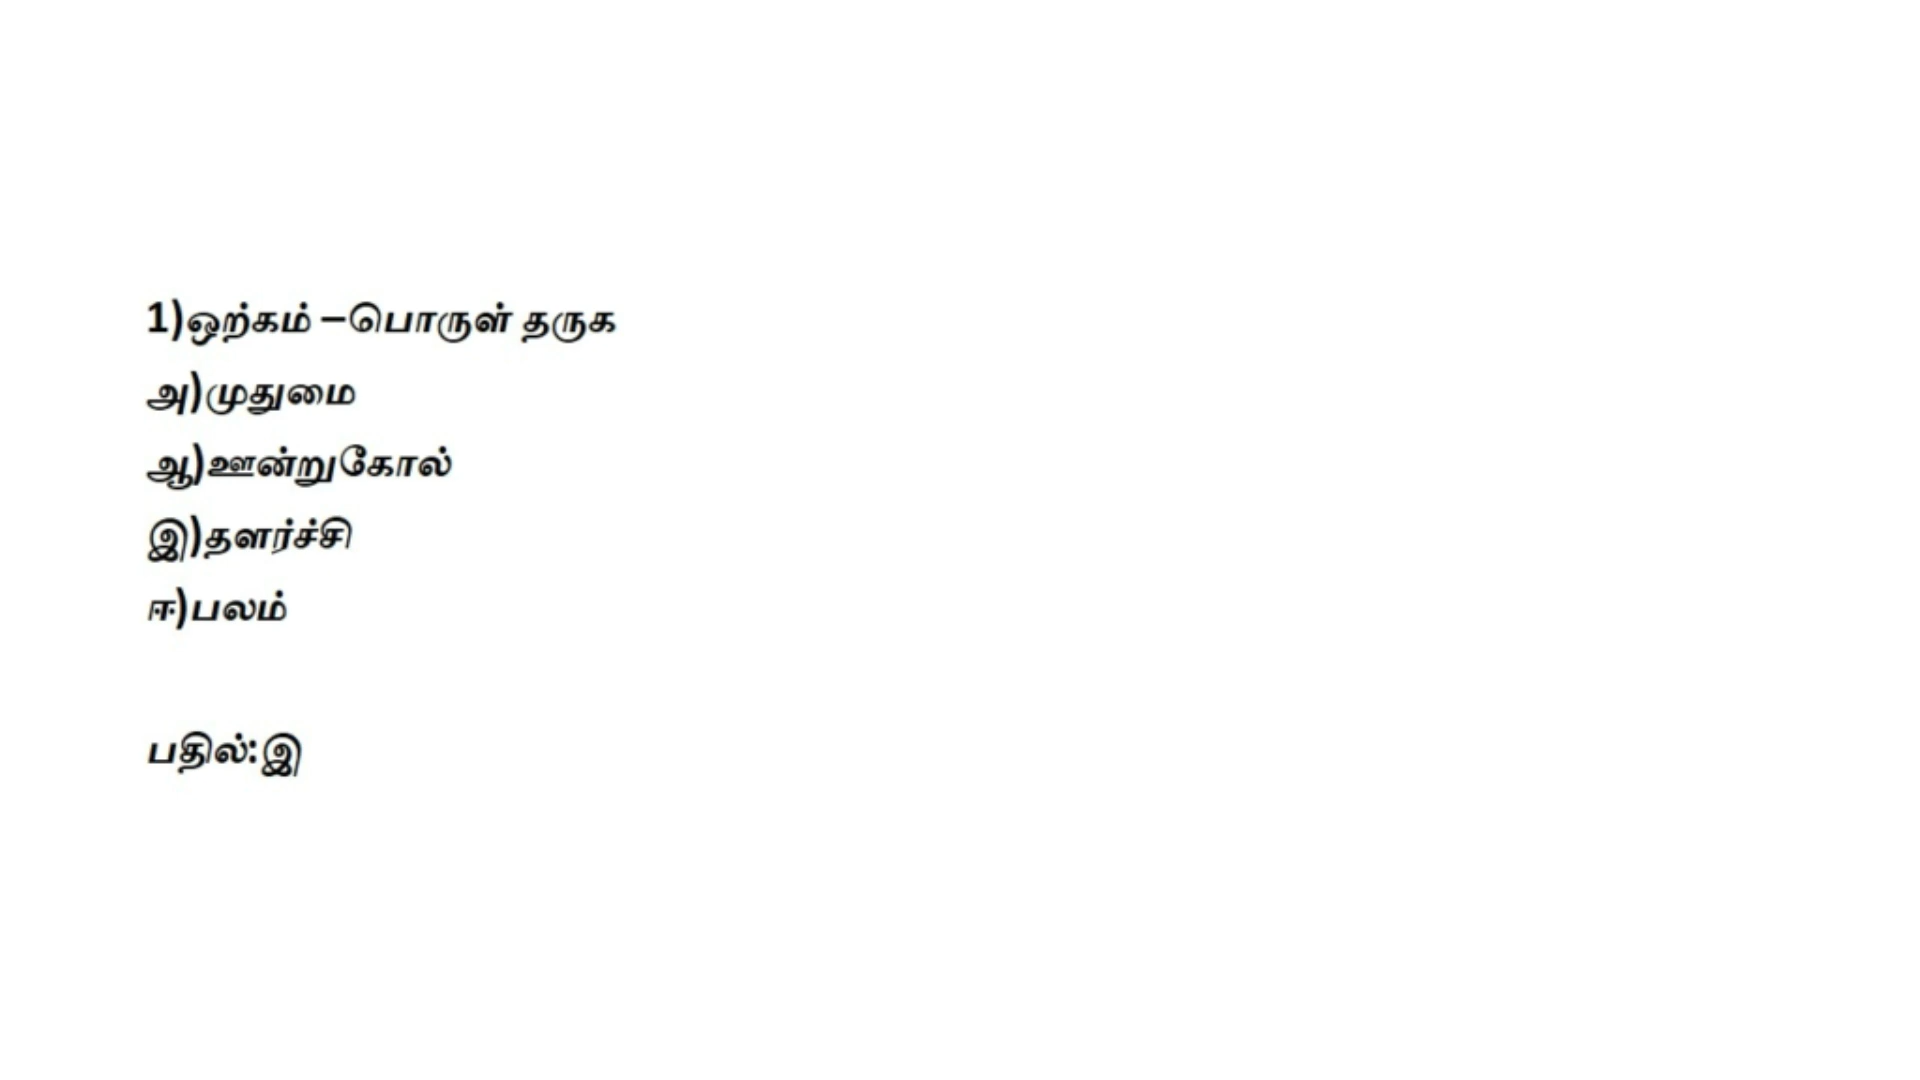 1)ஒற்கம் –பொருள் தருக
அ)முதுமை
ஆ)ஊன்றுகோல்
இ)தளர்ச்சி
ஈ)பலம்
பதில்:இ